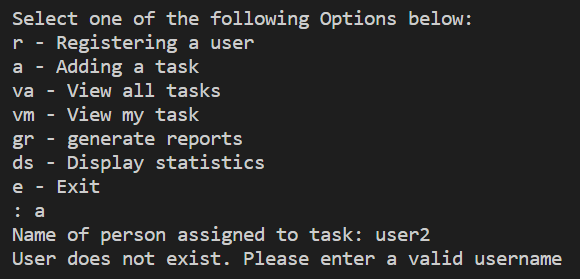 Select one of the following Options below:
r - Registering a user
a - Adding a task
va - View all tasks
vm - View my task
gr - generate reports
ds - Display statistics
e - Exit
: a
Name of person assigned to task: user2
User does not exist. Please enter a valid username